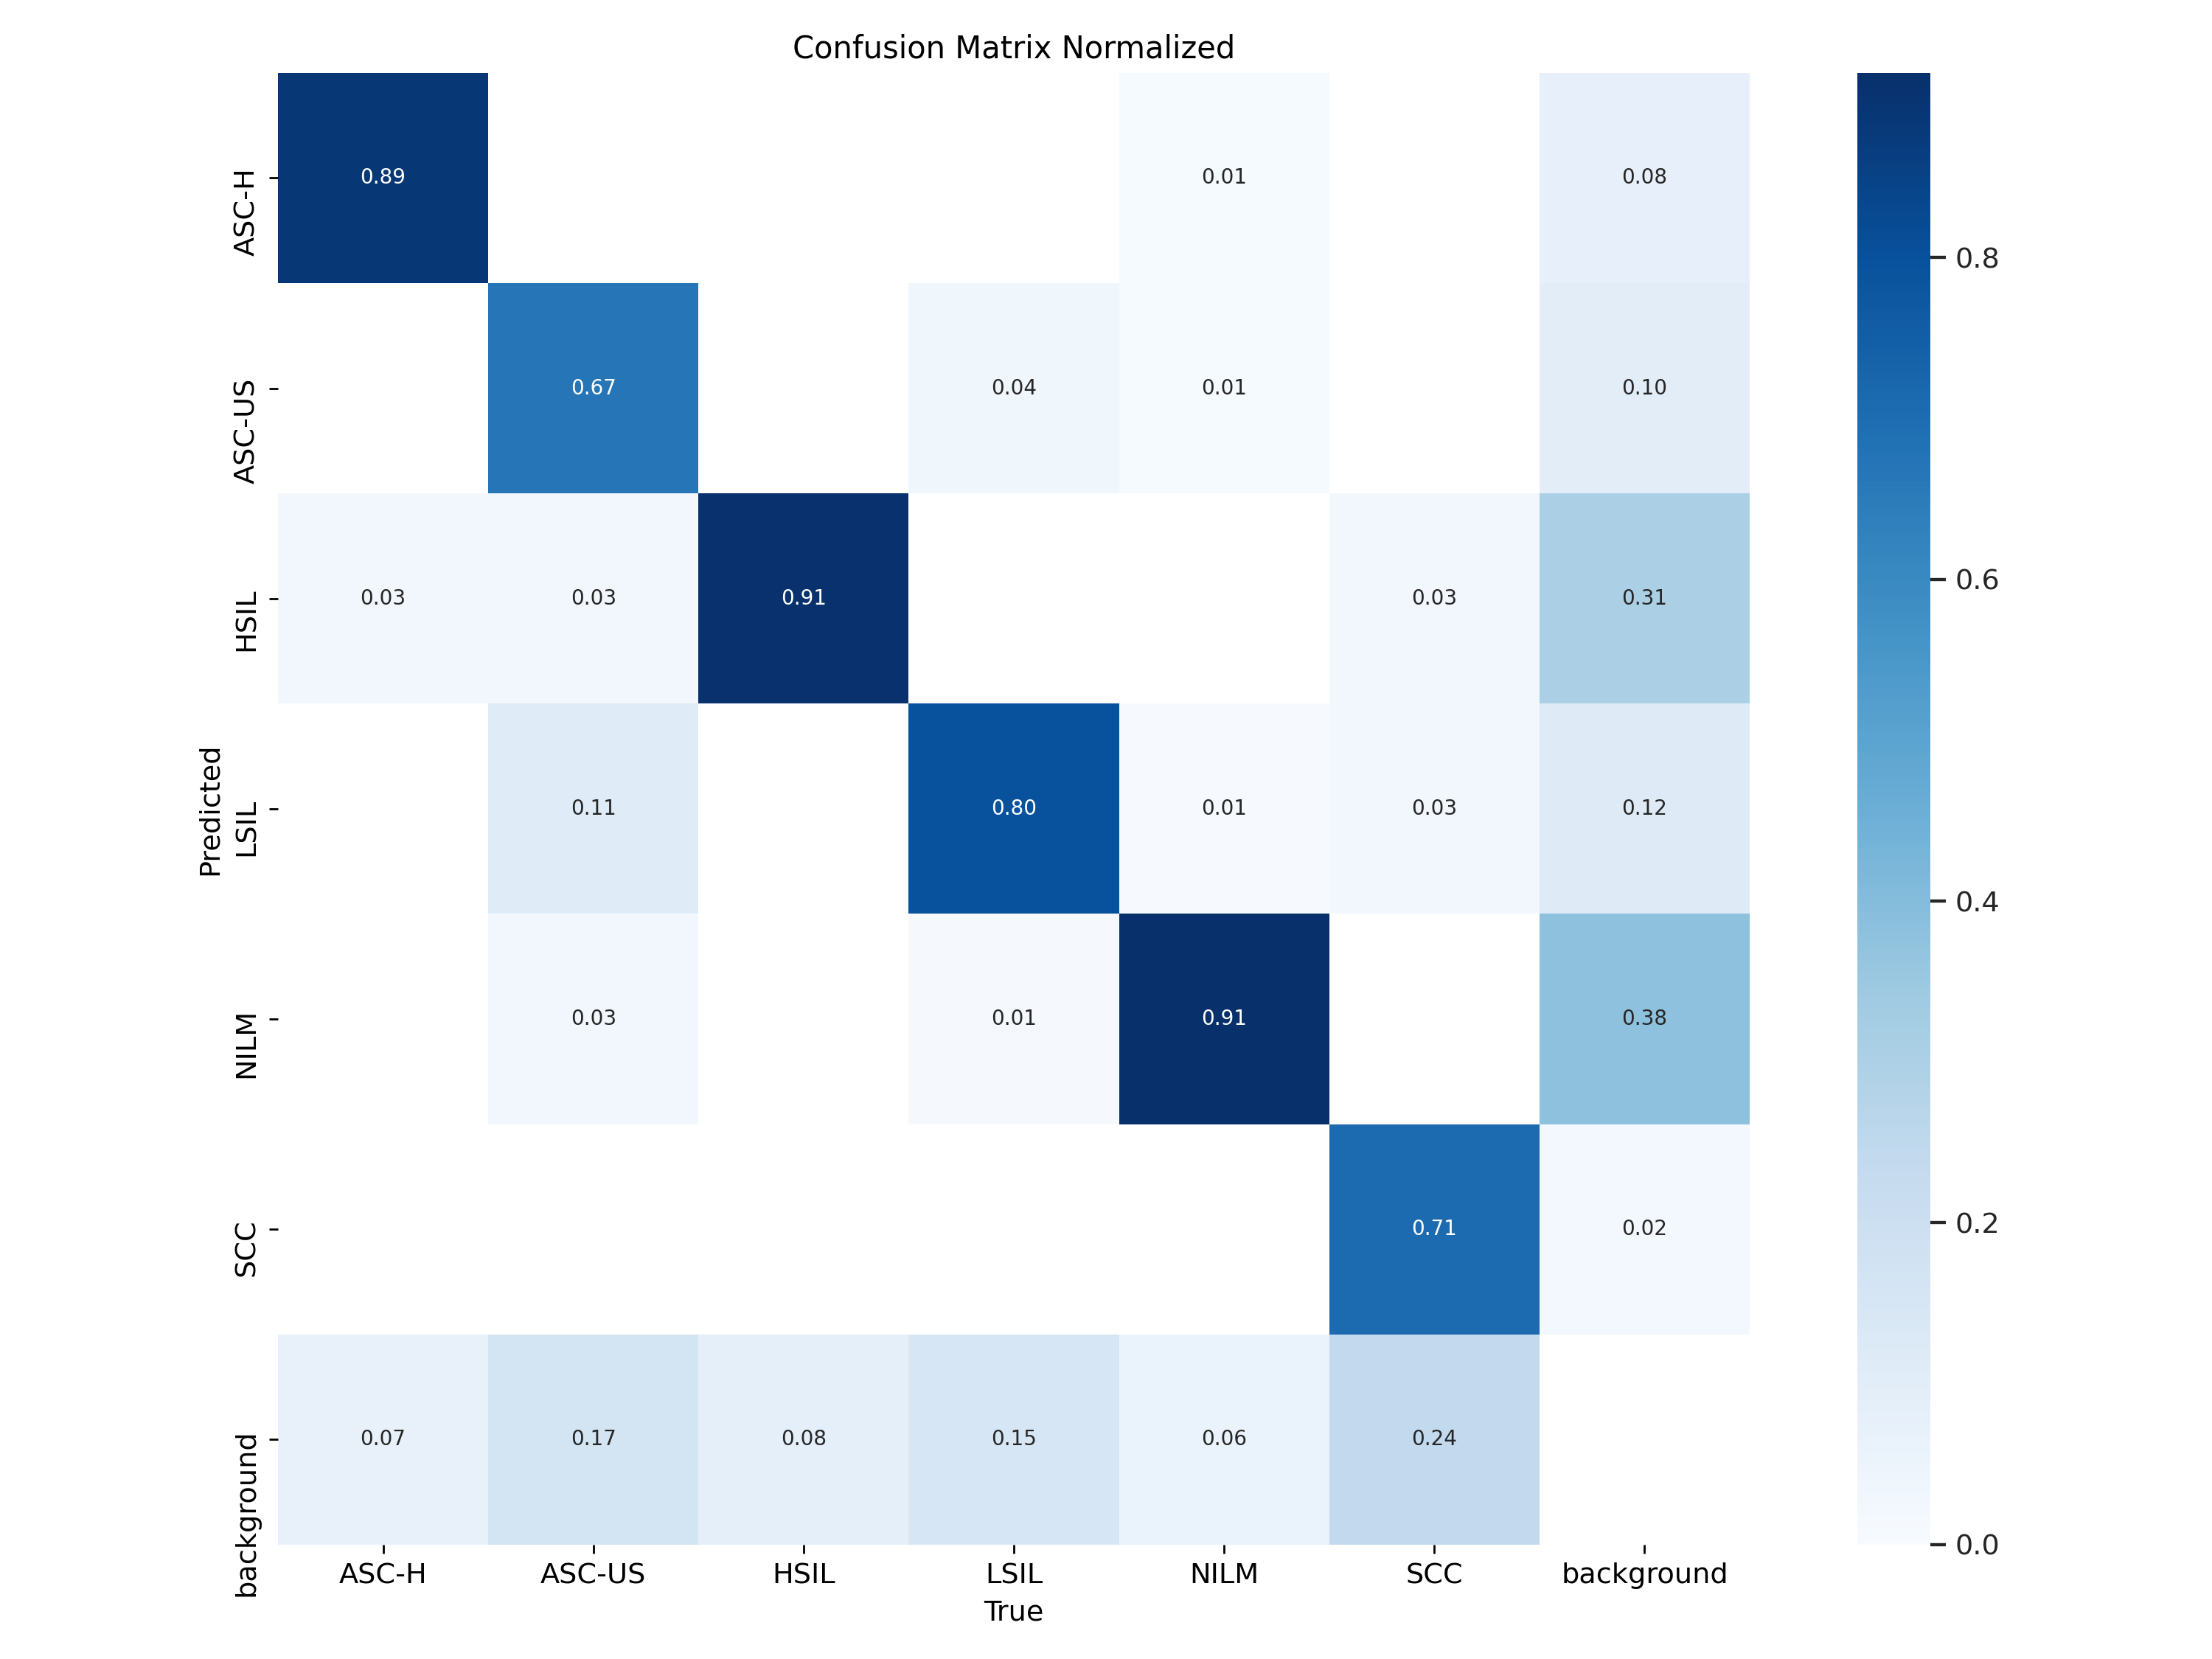 Confusion Matrix Normalized
ASC-H
0.89
0.01
0.08
ASC-US
0.67
0.04
0.01
0.10
HSIL
0.03
0.03
0.91
0.03
0.31
LSIL
0.11
0.80
0.01
0.03
0.12
NILM
0.03
0.01
0.91
0.38
SCC
0.71
0.02
background
0.07
0.17
0.08
0.15
0.06
0.24
Predicted
ASC-H
ASC-US
HSIL
LSIL
NILM
SCC
background
True
0.8
0.6
0.4
0.2
0.0